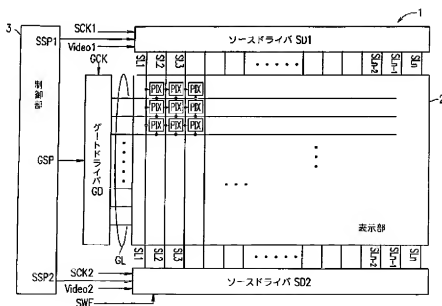 1
3
SCK1
SSP1
Video1
ソースドライバ SD1
GCK
SL1
SL2
SL3
SLn-2
SLn-1
SLn
2
制御部
PIX PIX PIX
PIX PIX PIX
PIX PIX PIX
GSP
ゲートドライバ
GD
表示部
GL
SL1
SL2
SL3
SLn-2
SLn-1
SLn
SSP2
SCK2
Video2
ソースドライバ SD2
SWE